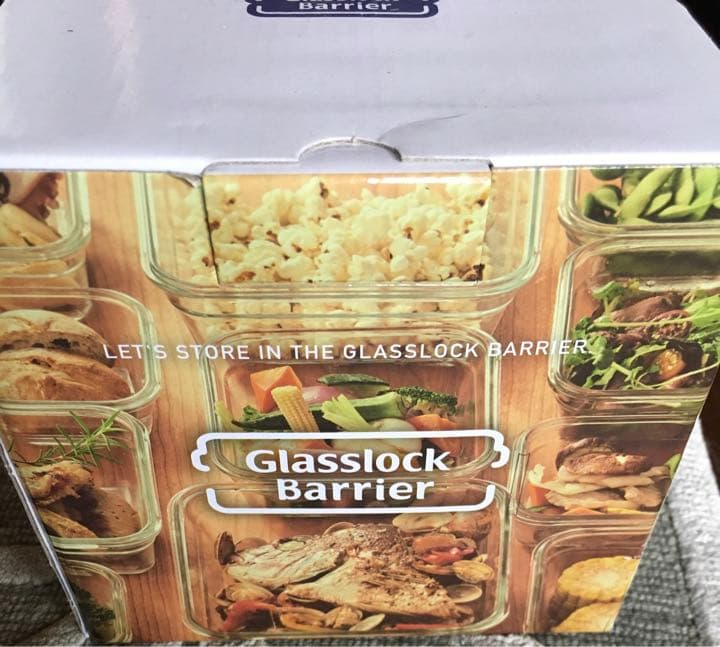 Barrier
LET'S STORE IN THE GLASSLOCK BARRIER.
Glasslock
Barrier